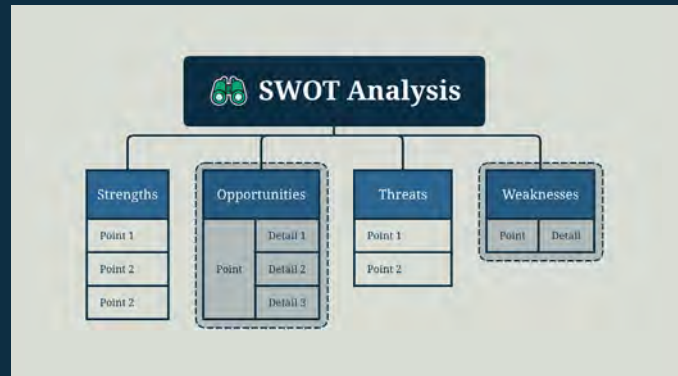 SWOT Analysis
Strengths
Point 1
Point 2
Point 2
Opportunities
Point
Detail 1
Detail 2
Detail 3
Threats
Point 1
Point 2
Weaknesses
Point
Detail